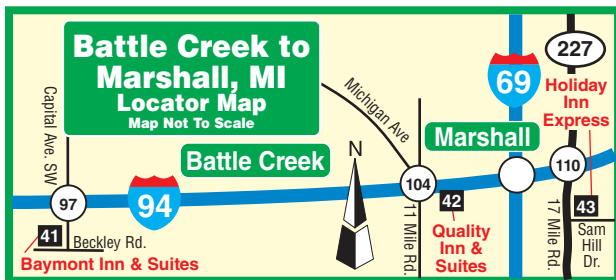 Battle Creek to
Marshall, MI
Locator Map
Map Not To Scale
Capital Ave. SW
Michigan Ave
69
227
Holiday
Inn
Express
Marshall
Battle Creek
N
97
94
104
110
41
Beckley Rd.
Baymont Inn & Suites
11 Mile Rd.
42
Quality
Inn &
Suites
17 Mile Rd.
43
Sam
Hill
Dr.